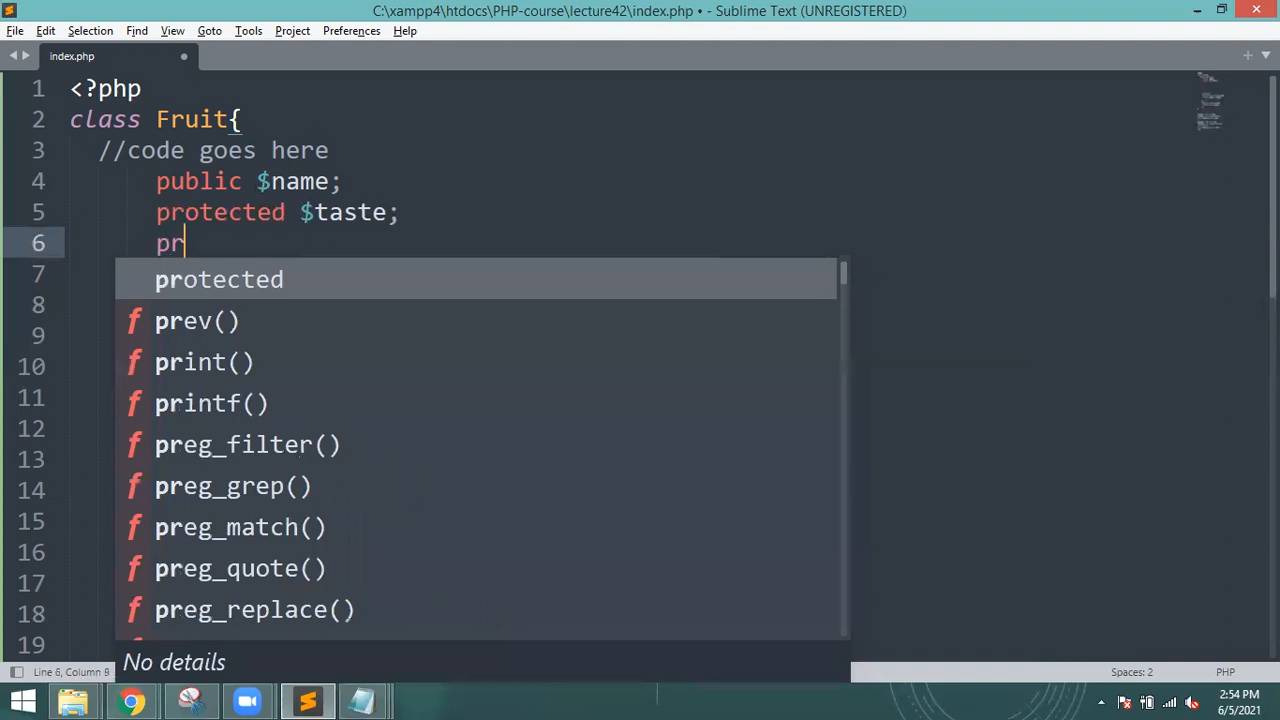 C:\xampp4\htdocs\PHP-course\lecture42\index.php • - Sublime Text (UNREGISTERED)
File Edit Selection Find View Goto Tools Project Preferences Help
index.php
1 <?php
2 class Fruit{
3 //code goes here
4 public $name;
5 protected $taste;
6 pr
7 protected
8 f prev()
9
10 f print()
11 f printf()
12 f preg_filter()
13
14 f preg_grep()
15 f preg_match()
16
17 f preg_quote()
18 f preg_replace()
19
No details
Line 6, Column 9 Spaces: 2 PHP
2:54 PM
6/5/2021